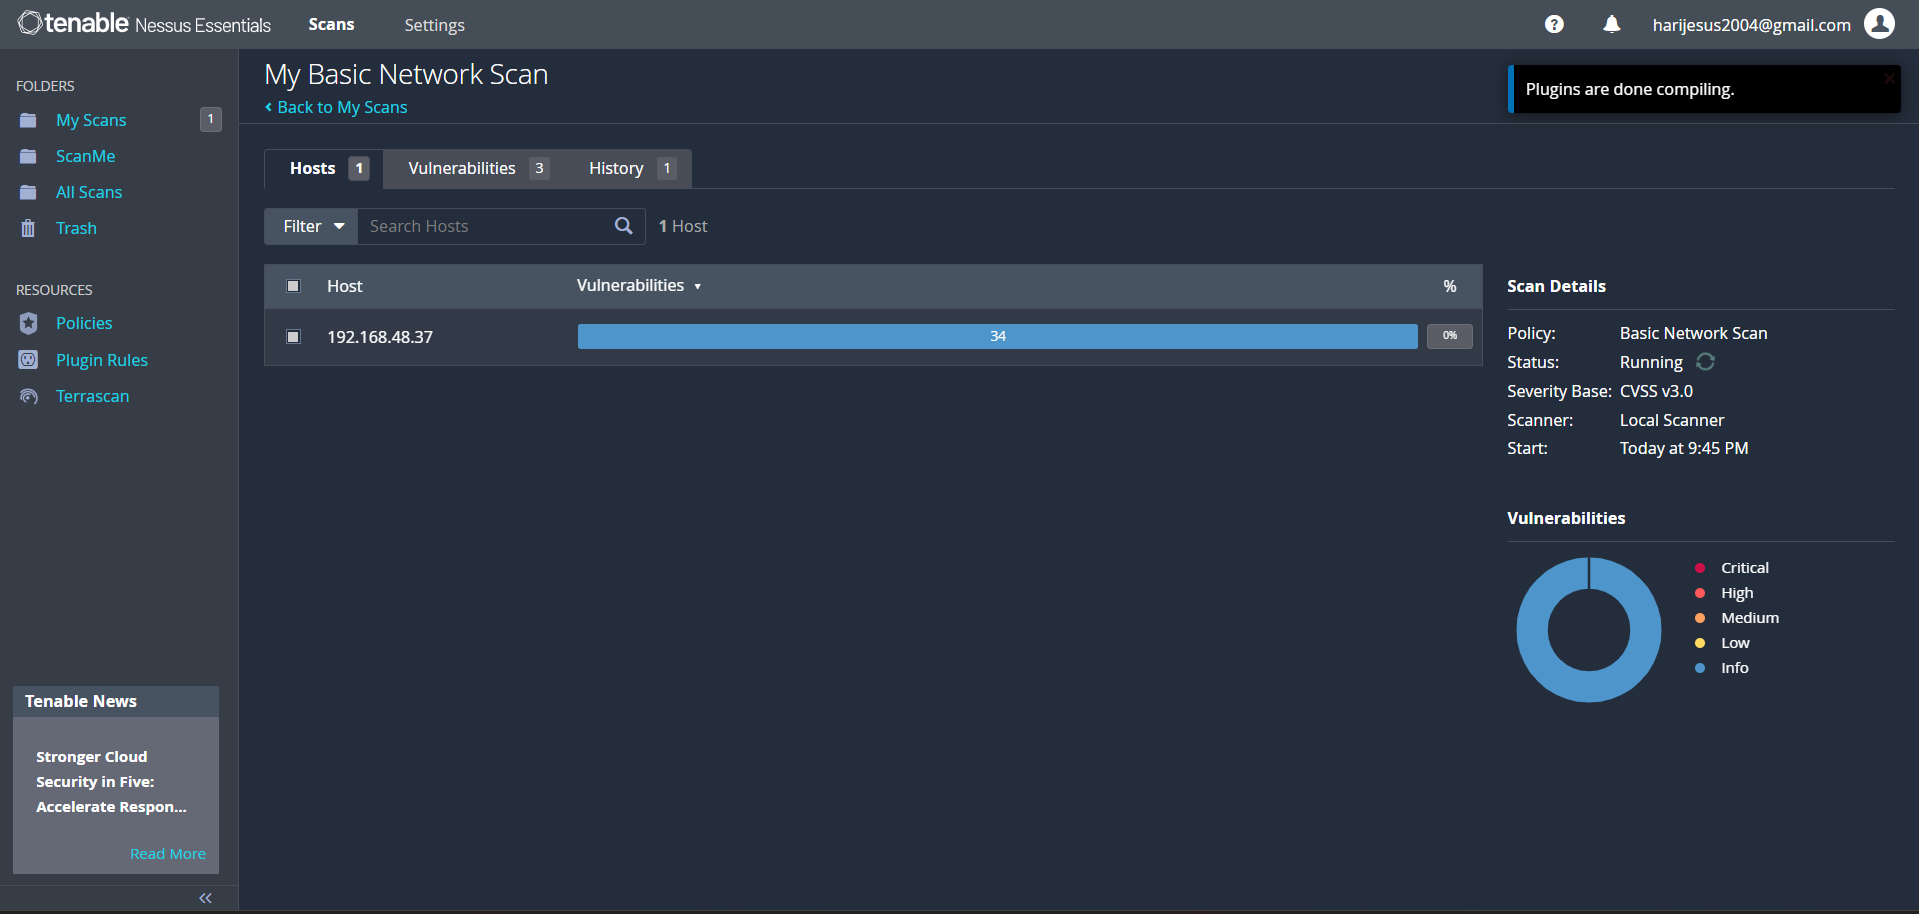 tenable Nessus Essentials
Scans
Settings
harijesus2004@gmail.com
FOLDERS
My Scans
1
ScanMe
All Scans
Trash
RESOURCES
Policies
Plugin Rules
Terrascan
Tenable News
Stronger Cloud
Security in Five:
Accelerate Respon...
Read More
My Basic Network Scan
Back to My Scans
Plugins are done compiling.
Hosts 1
Vulnerabilities 3
History 1
Filter
Search Hosts
1 Host
Host
Vulnerabilities
%
192.168.48.37
34
0%
Scan Details
Policy: Basic Network Scan
Status: Running
Severity Base: CVSS v3.0
Scanner: Local Scanner
Start: Today at 9:45 PM
Vulnerabilities
Critical
High
Medium
Low
Info